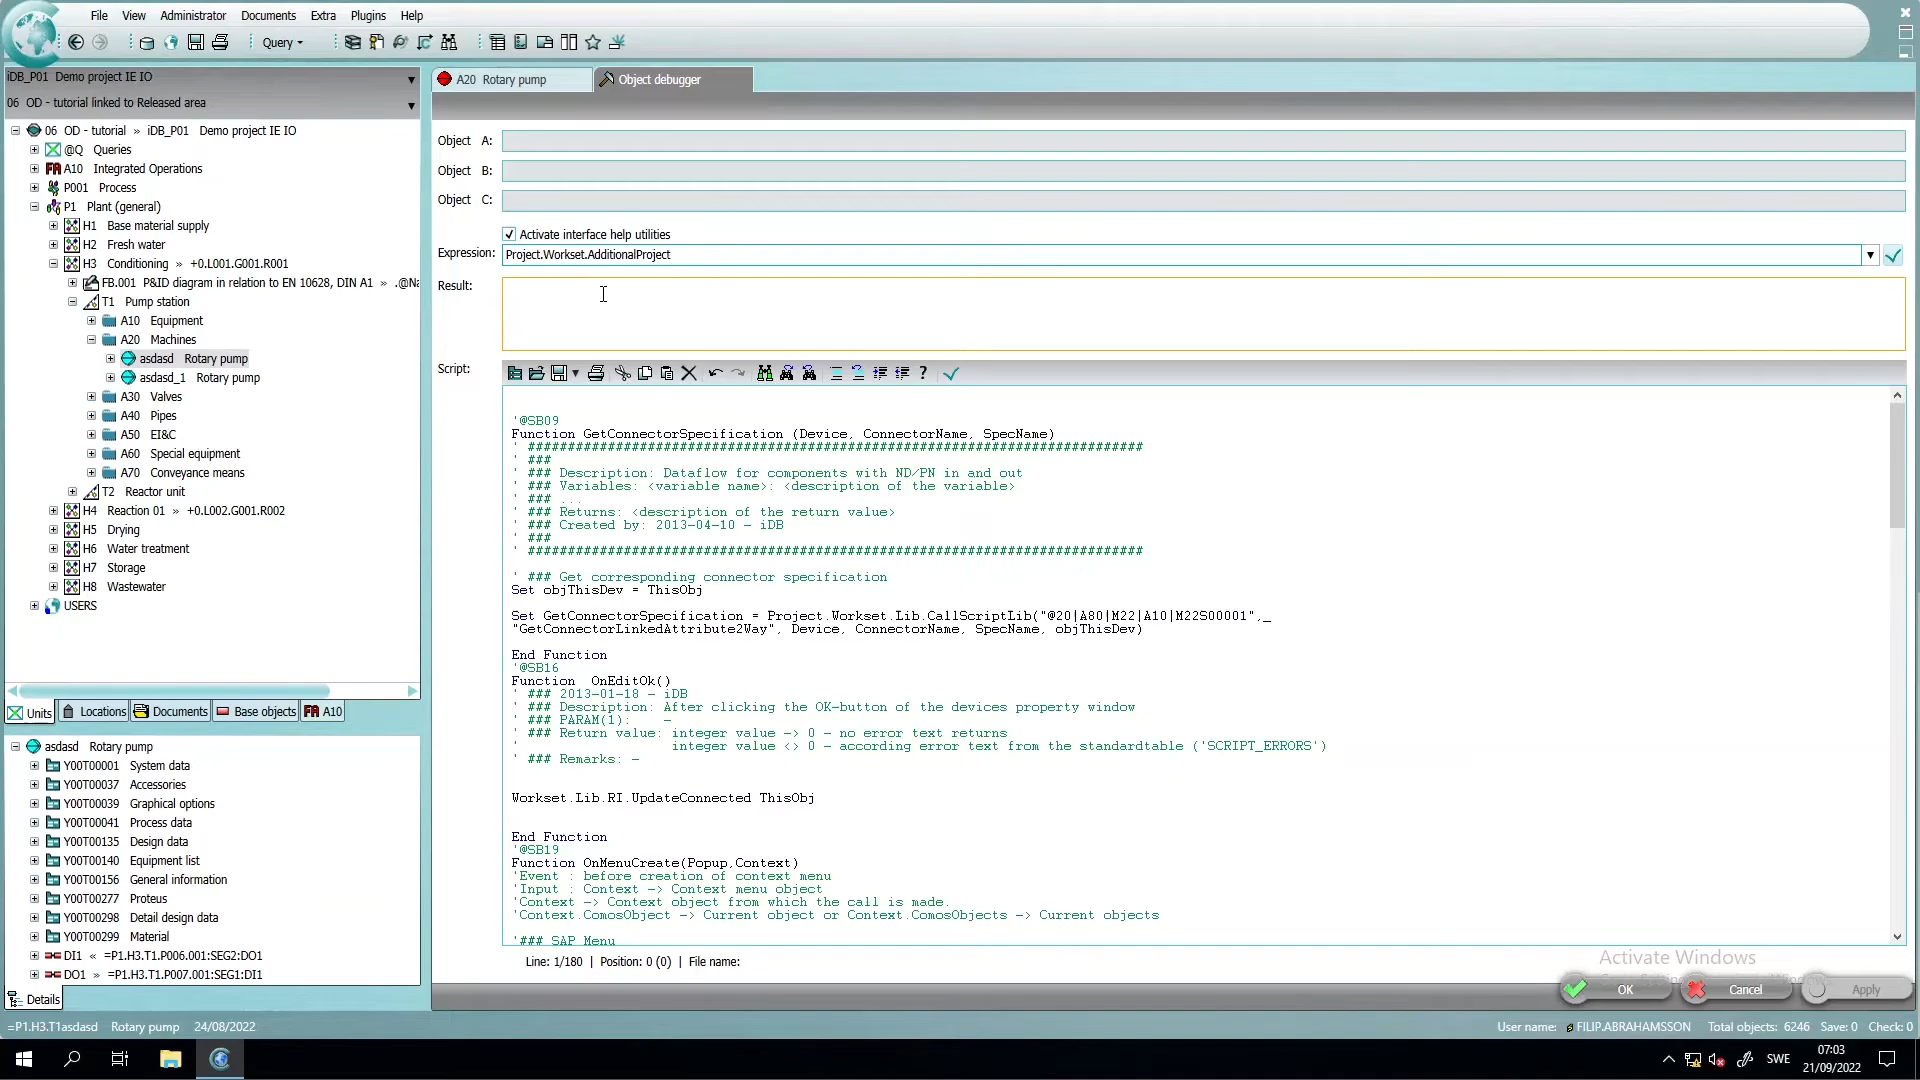 File View Administrator Documents Extra Plugins Help
Query
iDB_P01 Demo project IE IO
06 OD - tutorial linked to Released area
06 OD - tutorial » iDB_P01 Demo project IE IO
@Q Queries
FA A10 Integrated Operations
P001 Process
P1 Plant (general)
H1 Base material supply
H2 Fresh water
H3 Conditioning » +0.L001.G001.R001
FB.001 P&ID diagram in relation to EN 10628, DIN A1 » .@Na
T1 Pump station
A10 Equipment
A20 Machines
asdasd Rotary pump
asdasd_1 Rotary pump
A30 Valves
A40 Pipes
A50 EI&C
A60 Special equipment
A70 Conveyance means
T2 Reactor unit
H4 Reaction 01 » +0.L002.G001.R002
H5 Drying
H6 Water treatment
H7 Storage
H8 Wastewater
USERS
Units Locations Documents Base objects FA A10
asdasd Rotary pump
Y00T00001 System data
Y00T00037 Accessories
Y00T00039 Graphical options
Y00T00041 Process data
Y00T00135 Design data
Y00T00140 Equipment list
Y00T00156 General information
Y00T00277 Proteus
Y00T00298 Detail design data
Y00T00299 Material
DI1 « =P1.H3.T1.P006.001:SEG2:DO1
DO1 » =P1.H3.T1.P007.001:SEG1:DI1
Details
A20 Rotary pump Object debugger
Object A:
Object B:
Object C:
Activate interface help utilities
Expression: Project.Workset.AdditionalProject
Result:
Script:
'@SB09
Function GetConnectorSpecification (Device, ConnectorName, SpecName)
' ###############################################################################
' ###
' ### Description: Dataflow for components with ND/PN in and out
' ### Variables: <variable name>: <description of the variable>
' ### ...
' ### Returns: <description of the return value>
' ### Created by: 2013-04-10 - iDB
' ###
' ###############################################################################
' ### Get corresponding connector specification
Set objThisDev = ThisObj
Set GetConnectorSpecification = Project.Workset.Lib.CallScriptLib("@20|A80|M22|A10|M22S00001",_
"GetConnectorLinkedAttribute2Way", Device, ConnectorName, SpecName, objThisDev)
End Function
'@SB16
Function OnEditOk()
' ### 2013-01-18 - iDB
' ### Description: After clicking the OK-button of the devices property window
' ### PARAM(1): -
' ### Return value: integer value -> 0 - no error text returns
' integer value <> 0 - according error text from the standardtable ('SCRIPT_ERRORS')
' ### Remarks: -
Workset.Lib.RI.UpdateConnected ThisObj
End Function
'@SB19
Function OnMenuCreate(Popup,Context)
'Event : before creation of context menu
'Input : Context -> Context menu object
'Context -> Context object from which the call is made.
'Context.ComosObject -> Current object or Context.ComosObjects -> Current objects
'### SAP Menu
Line: 1/180 | Position: 0 (0) | File name:
Activate Windows
OK Cancel Apply
=P1.H3.T1asdasd Rotary pump 24/08/2022
User name: FILIP.ABRAHAMSSON Total objects: 6246 Save: 0 Check: 0
SWE
07:03
21/09/2022